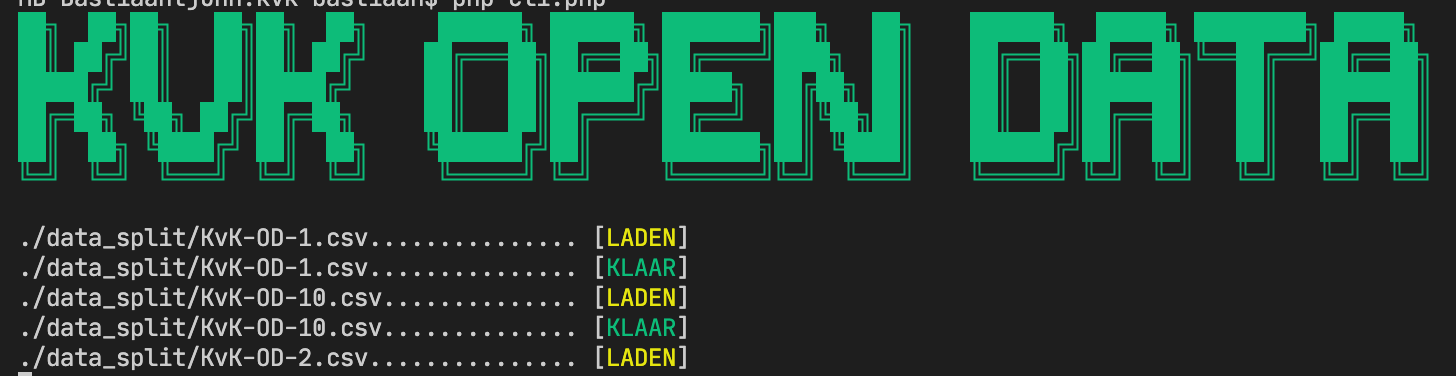 MB-Bastiaantjohn:KvK bastiaan$ php cli.php
KVK OPEN DATA
./data_split/KvK-OD-1.csv............... [LADEN]
./data_split/KvK-OD-1.csv............... [KLAAR]
./data_split/KvK-OD-10.csv.............. [LADEN]
./data_split/KvK-OD-10.csv.............. [KLAAR]
./data_split/KvK-OD-2.csv............... [LADEN]